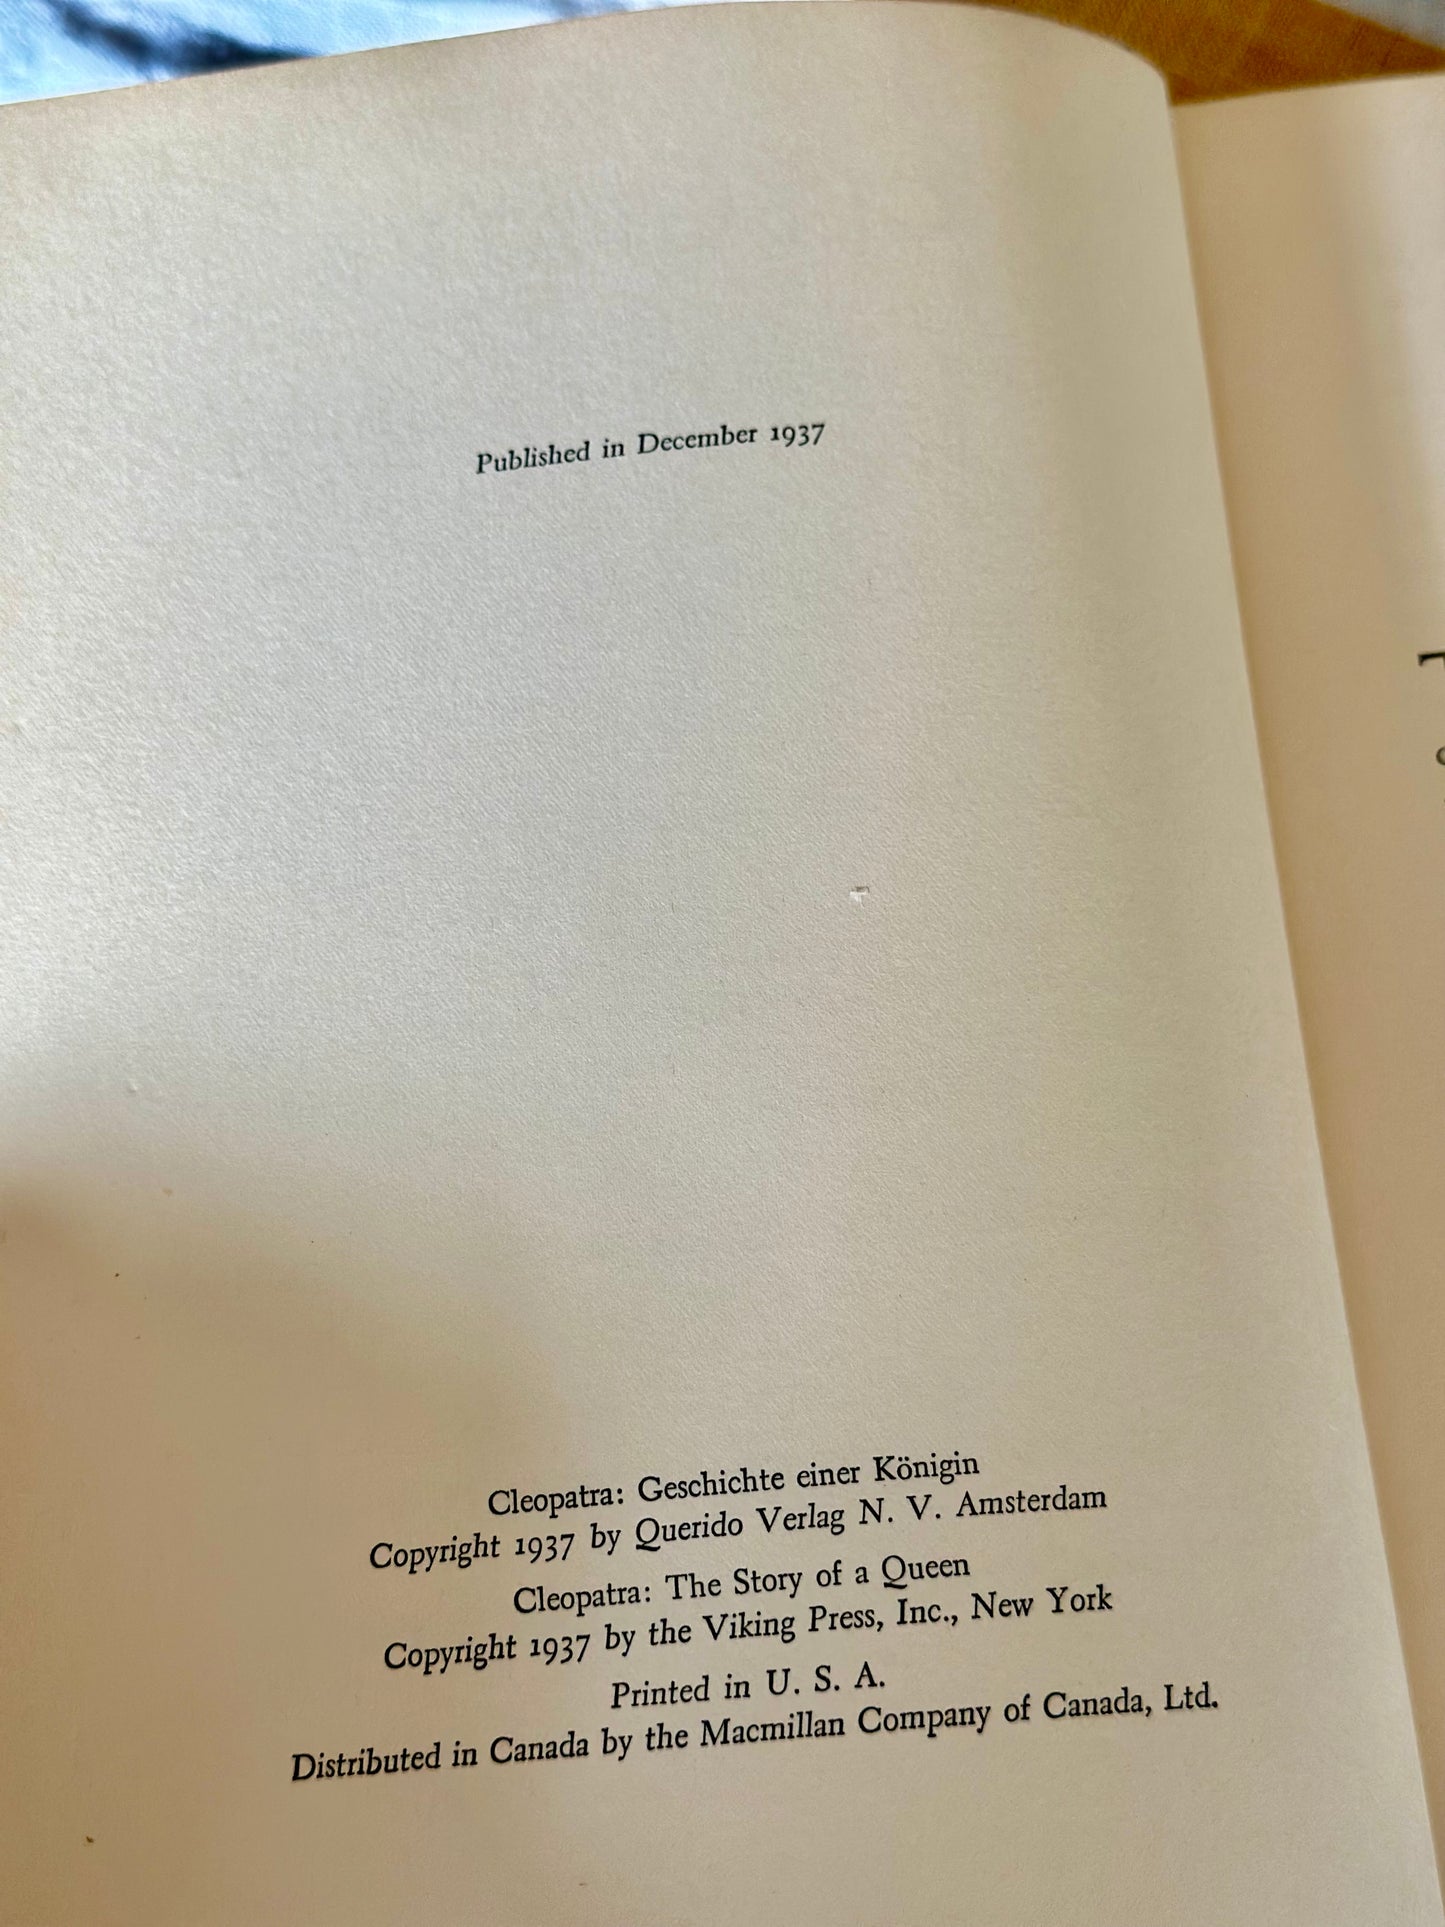 Published in December 1937
Cleopatra: Geschichte einer Königin
Copyright 1937 by Querido Verlag N. V. Amsterdam
Cleopatra: The Story of a Queen
Copyright 1937 by the Viking Press, Inc., New York
Printed in U. S. A.
Distributed in Canada by the Macmillan Company of Canada, Ltd.